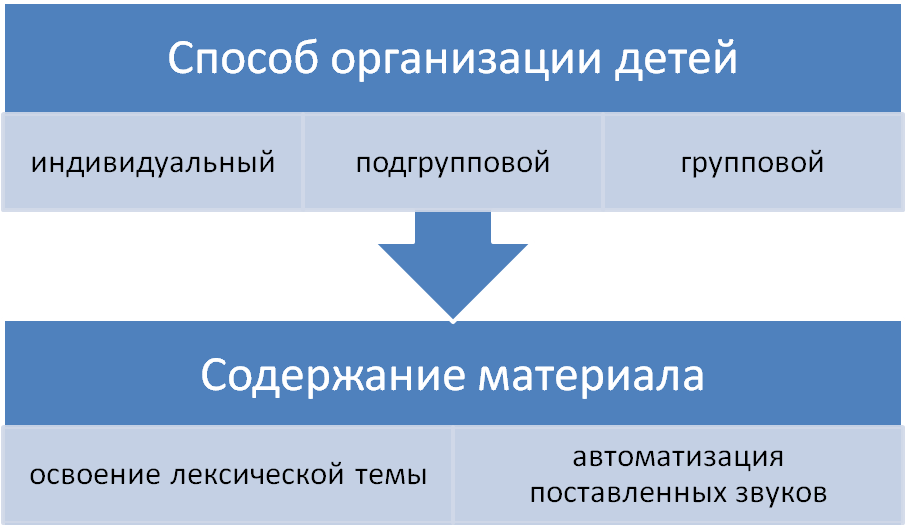 Способ организации детей
индивидуальный
подгрупповой
групповой
Содержание материала
освоение лексической темы
автоматизация
поставленных звуков